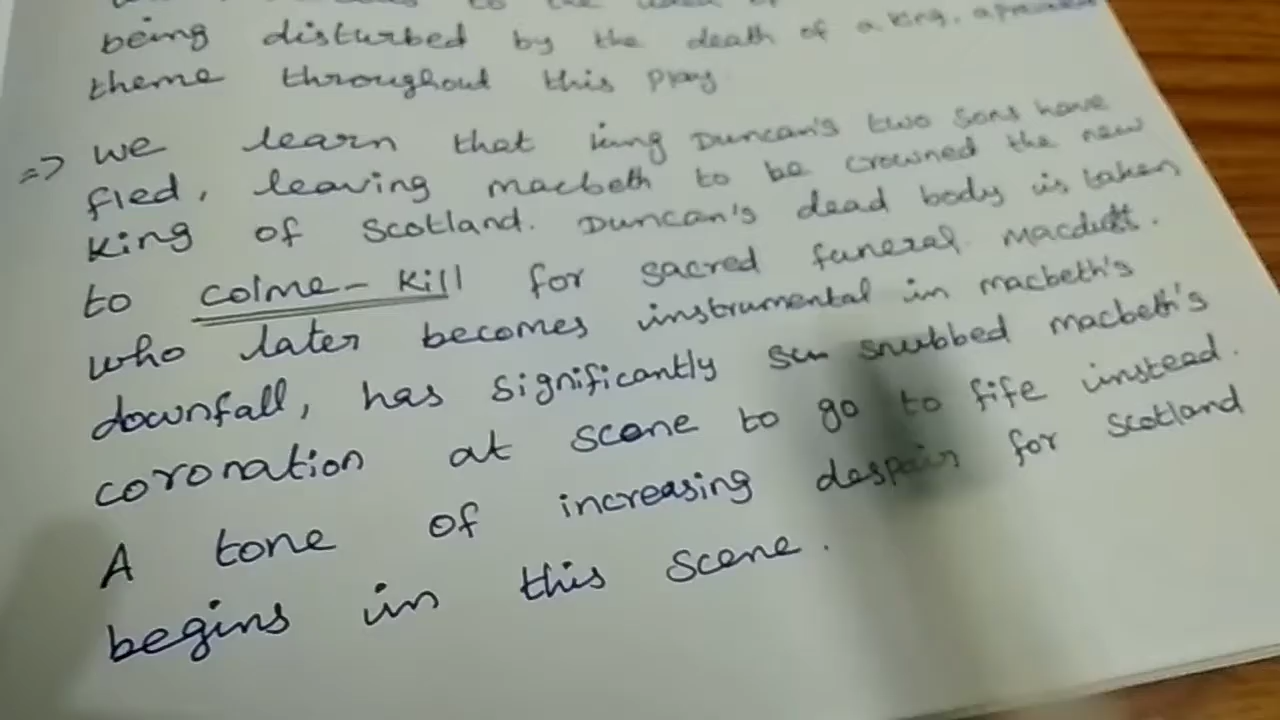 to the
being disturbed by the death of a king, a
theme throughout this play
=> we learn that king Duncan's two sons have
fled, leaving macbeth to be crowned the new
king of scotland. Duncan's dead body is taken
to colme-kill for sacred funeral. macduff.
who later becomes instrumental in macbeth's
downfall, has significantly snubbed macbeth's
coronation at scone to go to fife instead.
A tone of increasing despair for scotland
begins in this scene.